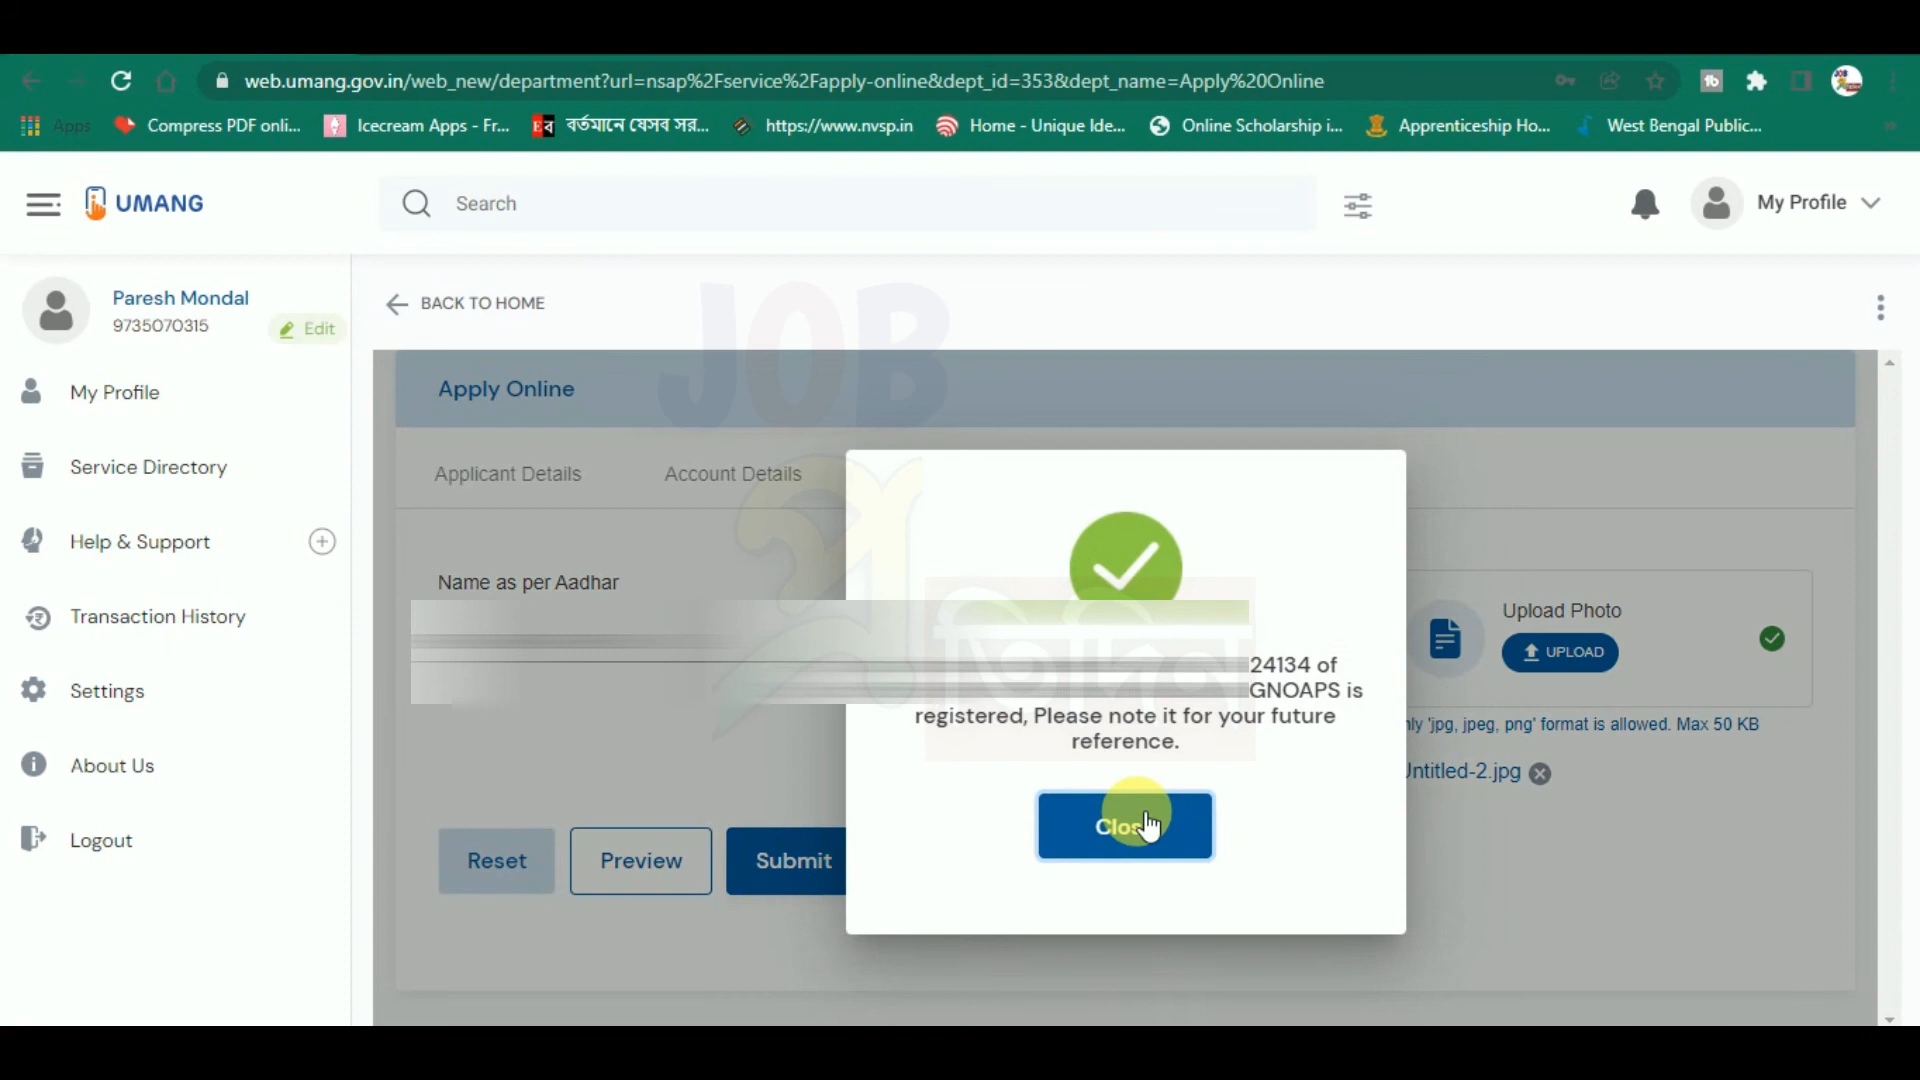 web.umang.gov.in/web_new/department?url=nsap%2Fservice%2Fapply-online&dept_id=353&dept_name=Apply%20Online
Apps
Compress PDF onli...
Icecream Apps - Fr...
বর্তমানে যেসব সর...
https://www.nvsp.in
Home - Unique Ide...
Online Scholarship i...
Apprenticeship Ho...
West Bengal Public...
UMANG
Search
My Profile
Paresh Mondal
9735070315
Edit
BACK TO HOME
My Profile
Service Directory
Help & Support
Transaction History
Settings
About Us
Logout
JOB
Apply Online
Applicant Details
Account Details
Name as per Aadhar
24134 of
GNOAPS is
registered, Please note it for your future
reference.
Close
Upload Photo
UPLOAD
'jpg, jpeg, png' format is allowed. Max 50 KB
Untitled-2.jpg
Reset
Preview
Submit